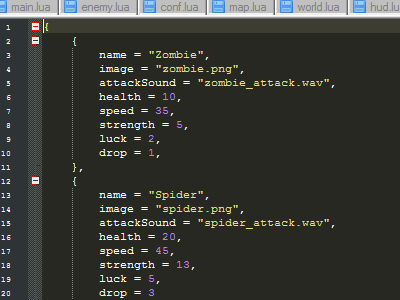 main.lua enemy.lua conf.lua map.lua world.lua hud.lu
1 {
2 {
3 name = "Zombie",
4 image = "zombie.png",
5 attackSound = "zombie_attack.wav",
6 health = 10,
7 speed = 35,
8 strength = 5,
9 luck = 2,
10 drop = 1,
11 },
12 {
13 name = "Spider",
14 image = "spider.png",
15 attackSound = "spider_attack.wav",
16 health = 20,
17 speed = 45,
18 strength = 13,
19 luck = 5,
20 drop = 3